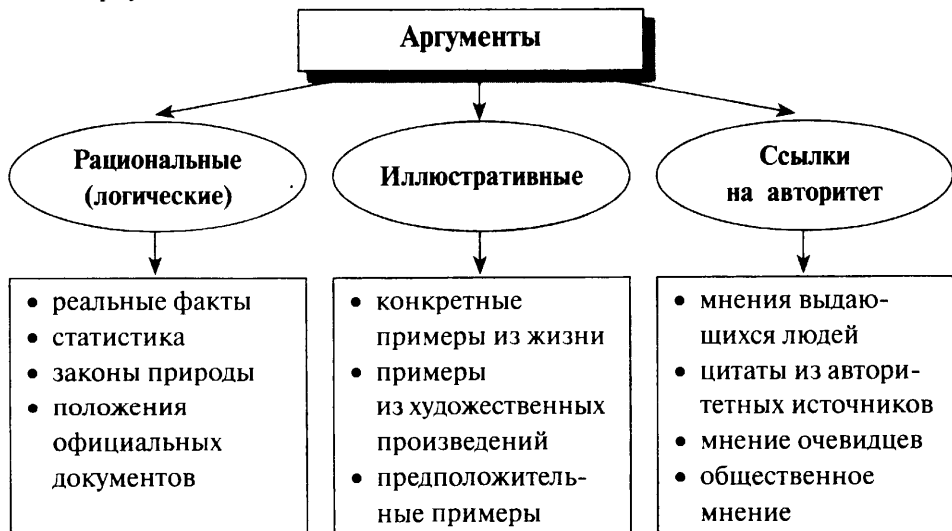 Аргументы
Рациональные
(логические)
Иллюстративные
Ссылки
на авторитет
• реальные факты
• статистика
• законы природы
• положения
официальных
документов
• конкретные
примеры из жизни
• примеры
из художественных
произведений
• предположитель-
ные примеры
• мнения выдаю-
щихся людей
• цитаты из автори-
тетных источников
• мнение очевидцев
• общественное
мнение